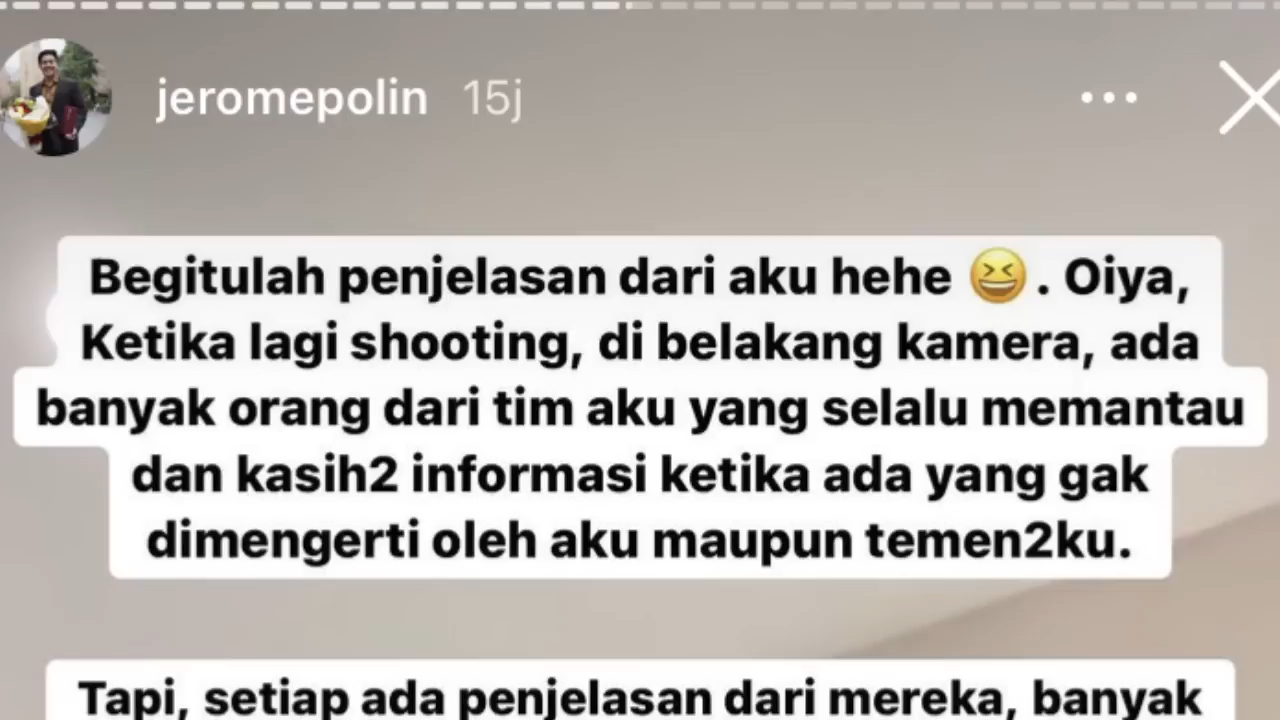 jeromepolin 15j
Begitulah penjelasan dari aku hehe 😆. Oiya,
Ketika lagi shooting, di belakang kamera, ada
banyak orang dari tim aku yang selalu memantau
dan kasih2 informasi ketika ada yang gak
dimengerti oleh aku maupun temen2ku.
Tapi, setiap ada penjelasan dari mereka, banyak